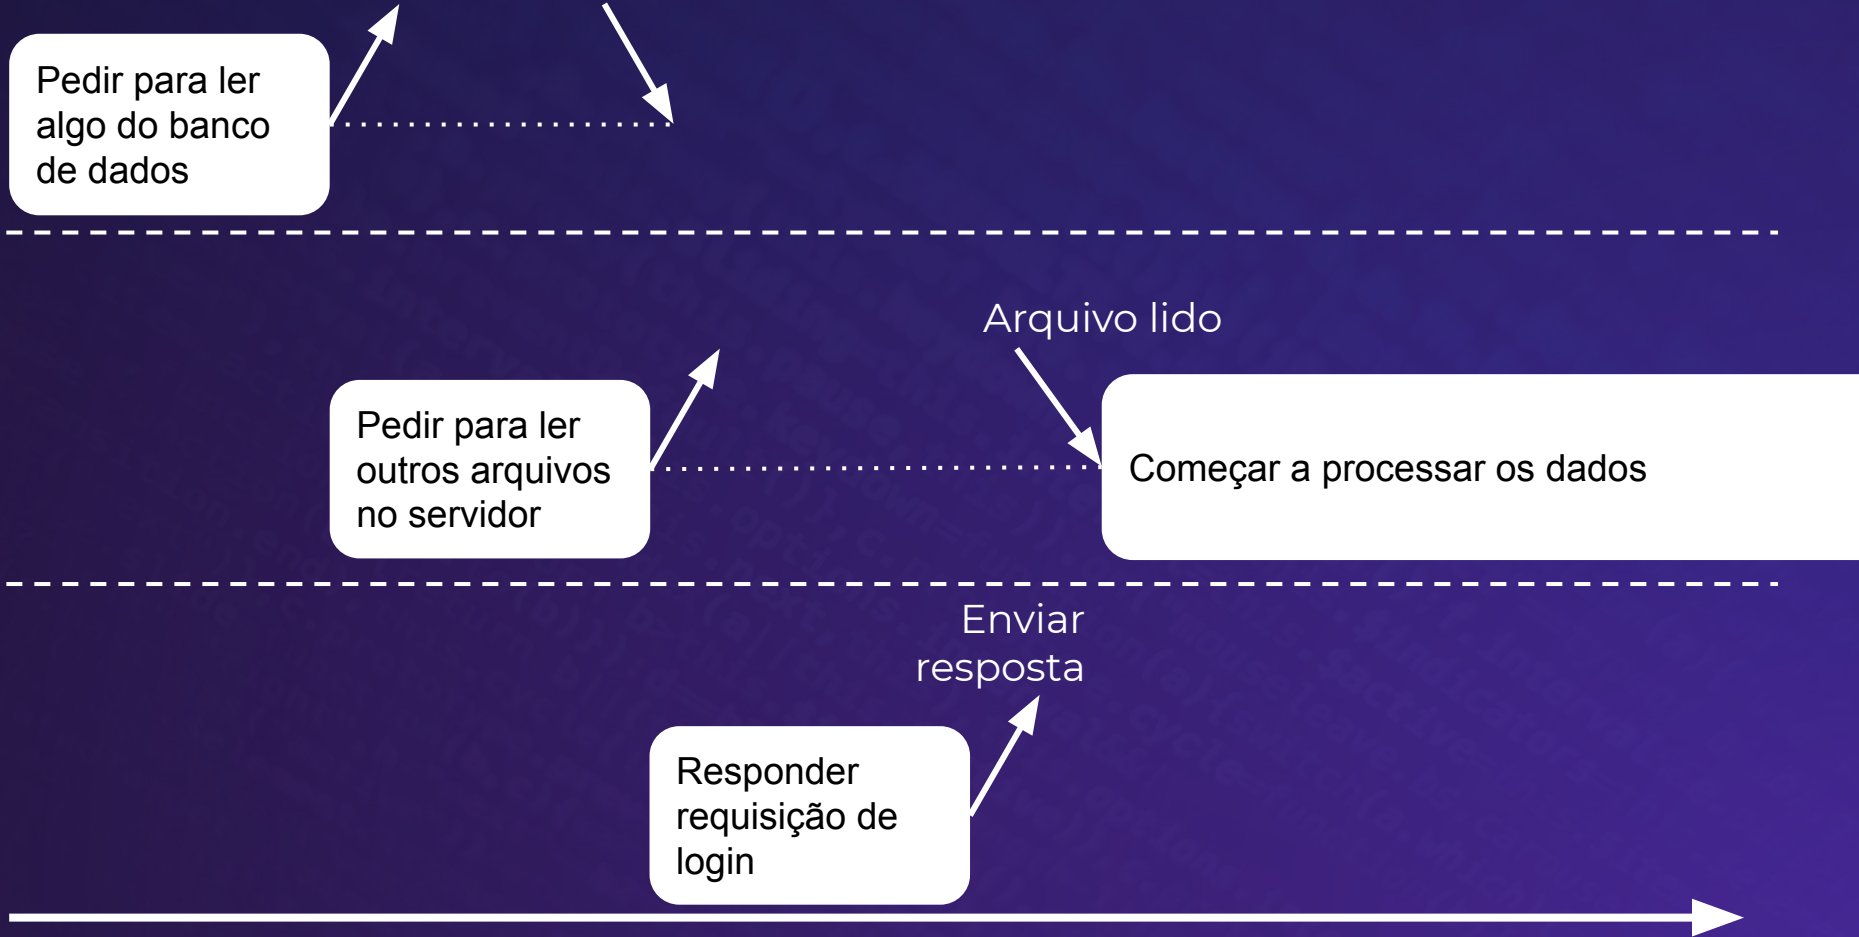 Pedir para ler
algo do banco
de dados
Arquivo lido
Pedir para ler
outros arquivos
no servidor
Começar a processar os dados
Enviar
resposta
Responder
requisição de
login